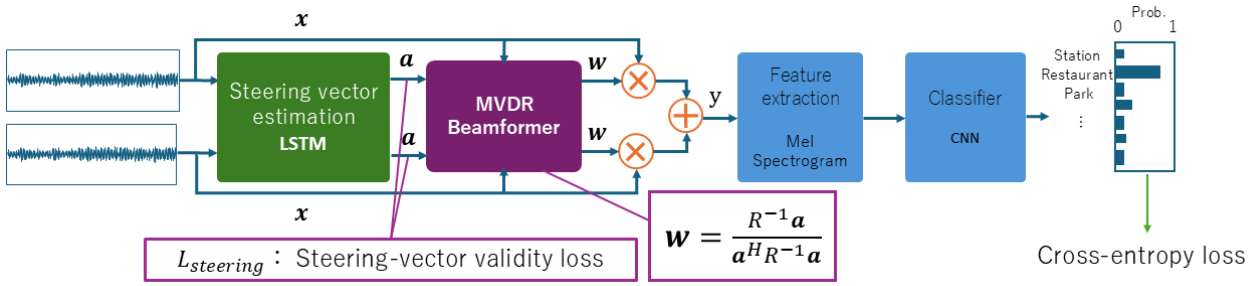 x
Prob.
0 1
Steering vector
estimation
LSTM
a
a
MVDR
Beamformer
w
w
y
Feature
extraction
Mel
Spectrogram
Classifier
CNN
Station
Restaurant
Park
⋮
x
L_steering : Steering-vector validity loss
w = R⁻¹a / aᴴR⁻¹a
Cross-entropy loss